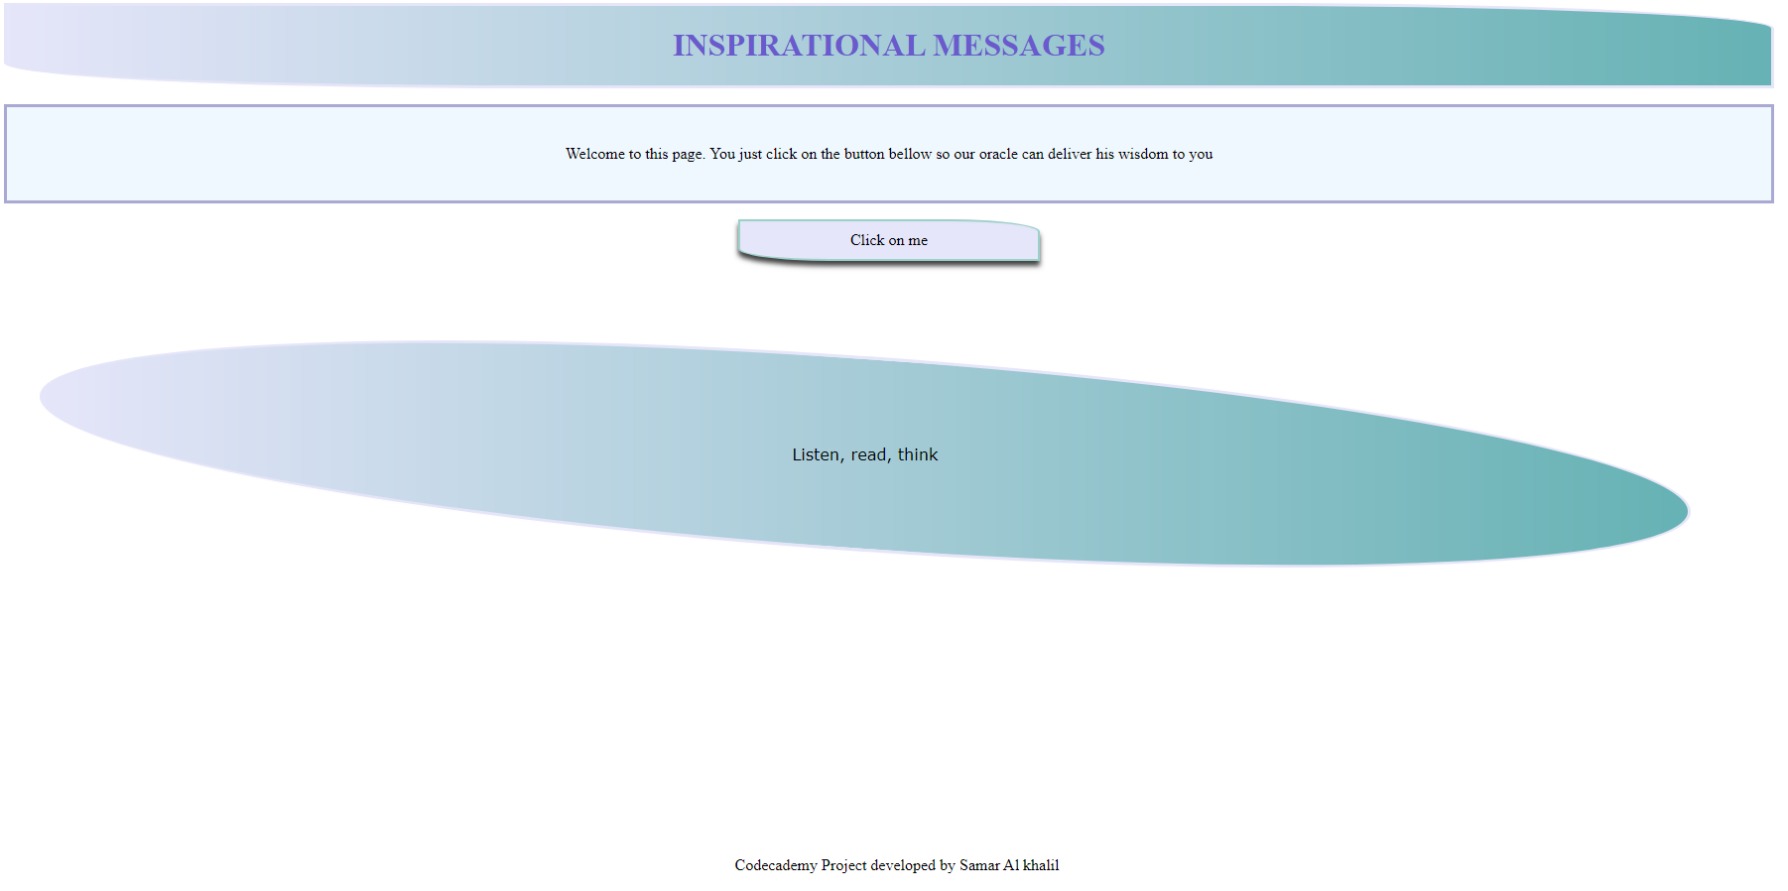 INSPIRATIONAL MESSAGES
Welcome to this page. You just click on the button bellow so our oracle can deliver his wisdom to you
Click on me
Listen, read, think
Codecademy Project developed by Samar Al khalil